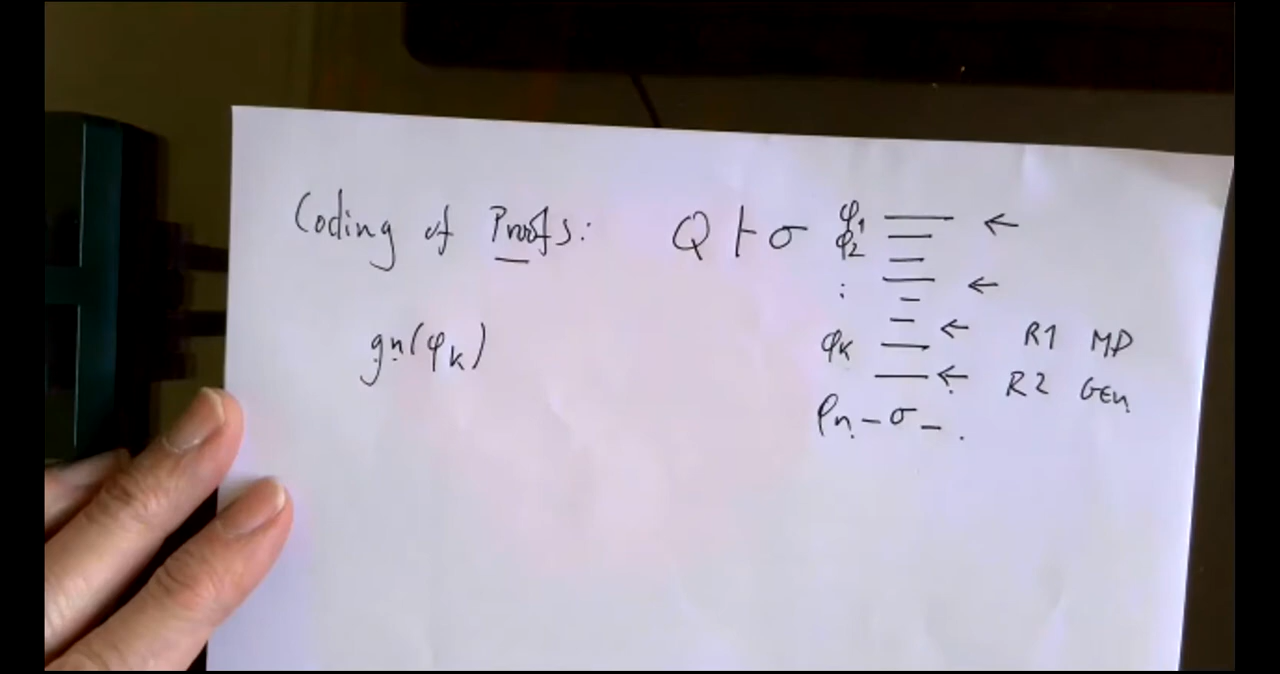 Coding of Proofs: Q ⊢ σ φ1 ←
φ2
⋮ ←
gn(φk) φk ← R1 MP
← R2 Gen
φn – σ – .